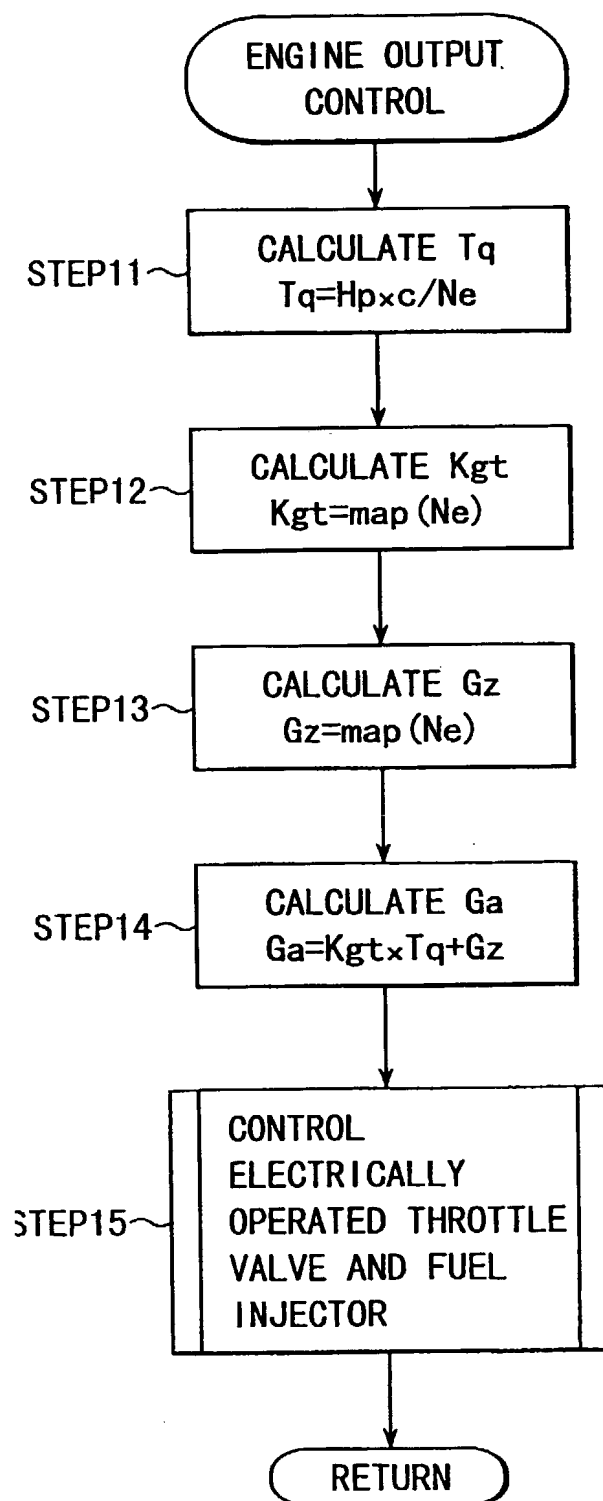 ENGINE OUTPUT
CONTROL
STEP11
CALCULATE Tq
Tq=Hp×c/Ne
STEP12
CALCULATE Kgt
Kgt=map(Ne)
STEP13
CALCULATE Gz
Gz=map(Ne)
STEP14
CALCULATE Ga
Ga=Kgt×Tq+Gz
STEP15
CONTROL
ELECTRICALLY
OPERATED THROTTLE
VALVE AND FUEL
INJECTOR
RETURN